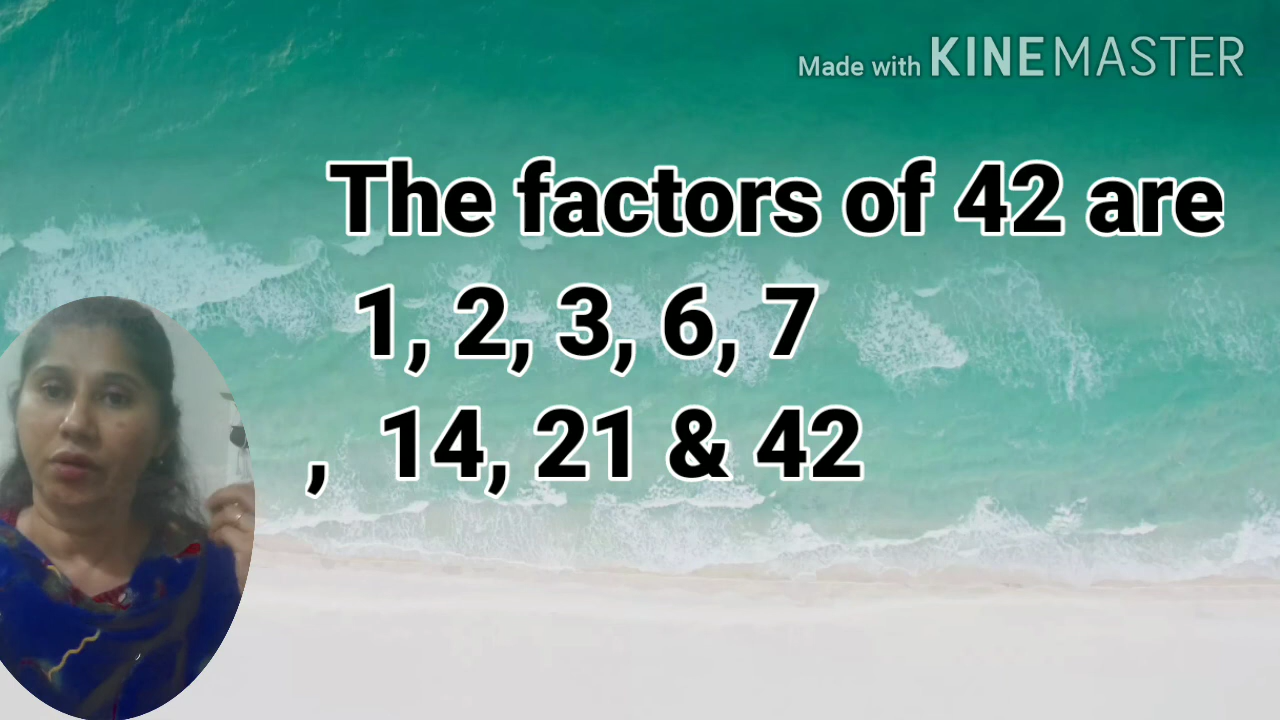 Made with KINEMASTER
The factors of 42 are
1, 2, 3, 6, 7
, 14, 21 & 42